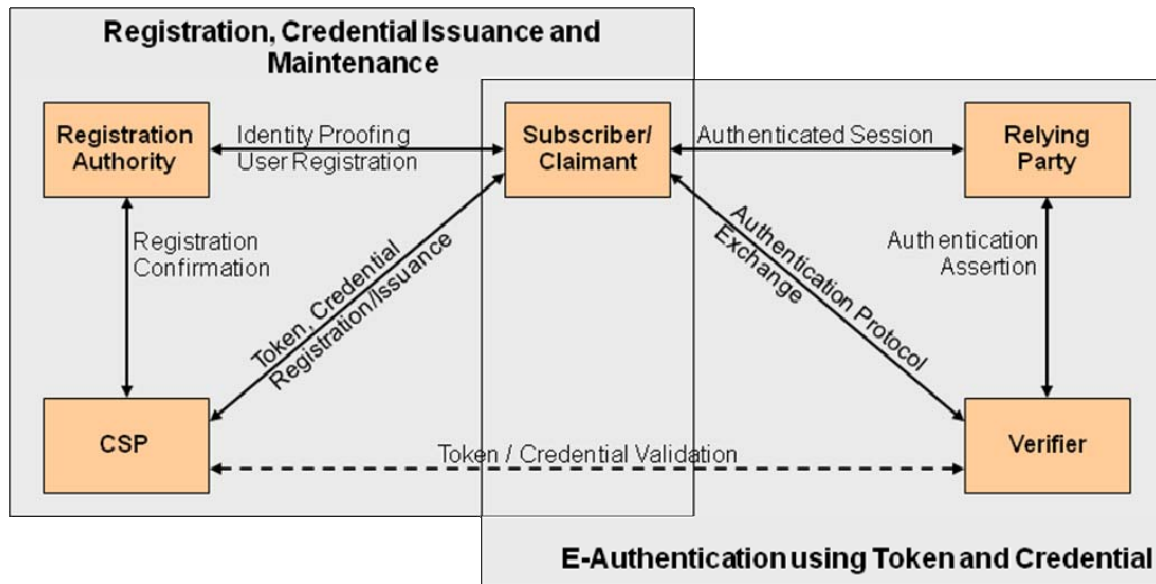 Registration, Credential Issuance and
Maintenance
Registration
Authority
Identity Proofing
User Registration
Subscriber/
Claimant
Authenticated Session
Relying
Party
Registration
Confirmation
Token, Credential
Registration/Issuance
Authentication Protocol
Exchange
Authentication
Assertion
CSP
Token / Credential Validation
Verifier
E-Authentication using Token and Credential